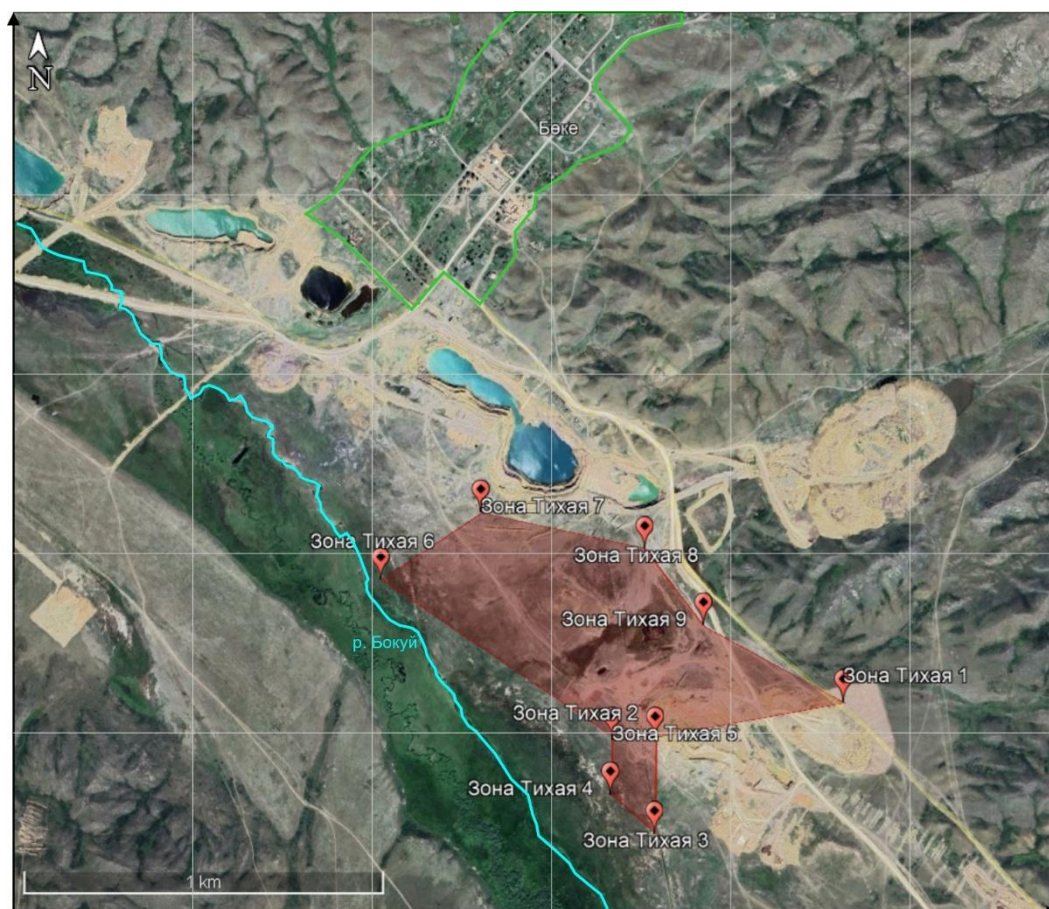 N
Бөке
Зона Тихая 7
Зона Тихая 6
Зона Тихая 8
Зона Тихая 9
р. Бокуй
Зона Тихая 1
Зона Тихая 2
Зона Тихая 5
Зона Тихая 4
Зона Тихая 3
1 km